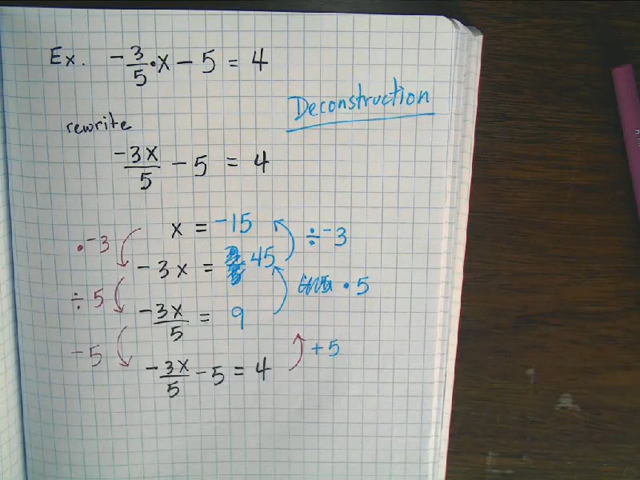 Ex. -3/5 • x - 5 = 4
Deconstruction
rewrite
-3x/5 - 5 = 4
x = -15
• -3
÷ -3
-3x = 45
÷ 5
• 5
-3x/5 = 9
- 5
+ 5
-3x/5 - 5 = 4